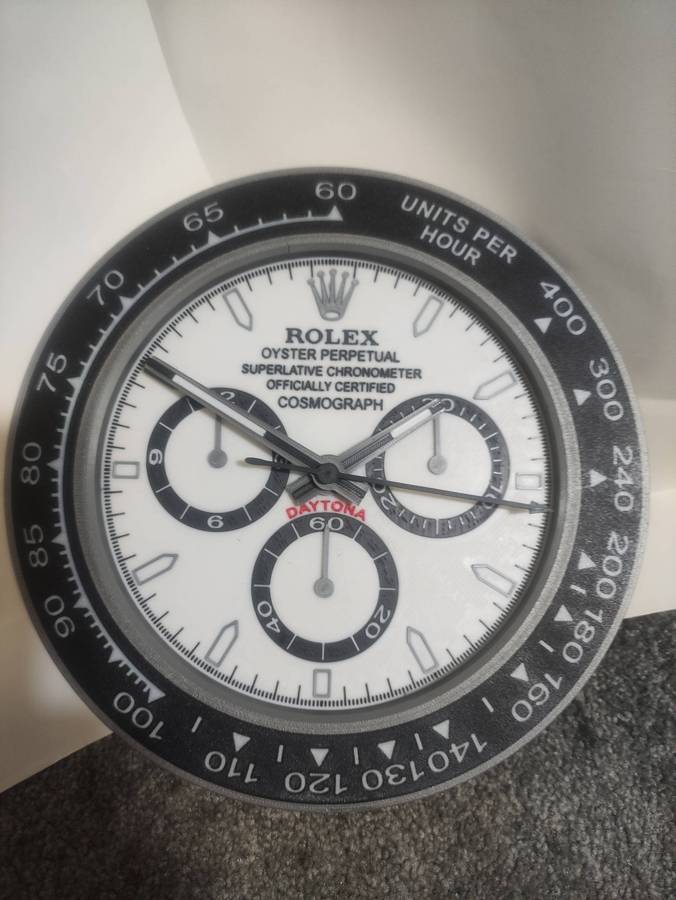 60
UNITS PER
HOUR
400
300
240
200
180
160
140
130
120
110
100
90
85
80
75
70
65
ROLEX
OYSTER PERPETUAL
SUPERLATIVE CHRONOMETER
OFFICIALLY CERTIFIED
COSMOGRAPH
DAYTONA
9
6
60
20
40